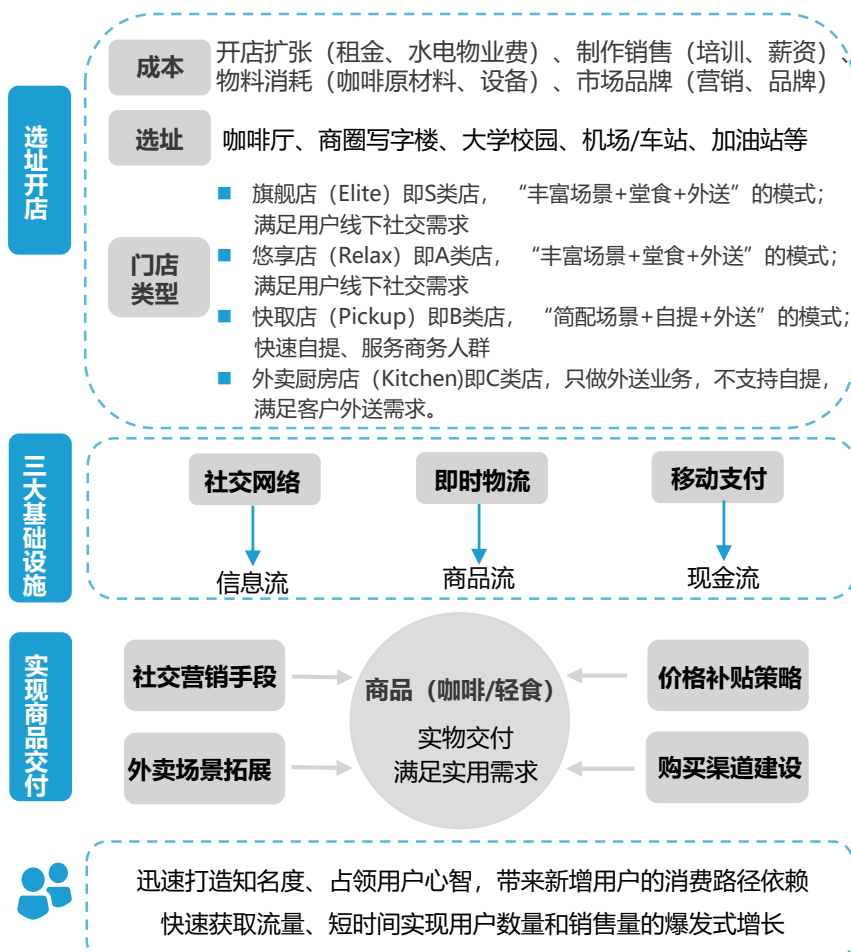 选址开店
成本
开店扩张（租金、水电物业费）、制作销售（培训、薪资）、
物料消耗（咖啡原材料、设备）、市场品牌（营销、品牌）
选址
咖啡厅、商圈写字楼、大学校园、机场/车站、加油站等
门店
类型
■ 旗舰店（Elite）即S类店， “丰富场景+堂食+外送”的模式；
满足用户线下社交需求
■ 悠享店（Relax）即A类店， “丰富场景+堂食+外送”的模式；
满足用户线下社交需求
■ 快取店（Pickup）即B类店， “简配场景+自提+外送”的模式；
快速自提、服务商务人群
■ 外卖厨房店（Kitchen)即C类店，只做外送业务，不支持自提，
满足客户外送需求。
三大基础设施
社交网络
即时物流
移动支付
信息流
商品流
现金流
实现商品交付
社交营销手段
外卖场景拓展
商品（咖啡/轻食）
实物交付
满足实用需求
价格补贴策略
购买渠道建设
迅速打造知名度、占领用户心智，带来新增用户的消费路径依赖
快速获取流量、短时间实现用户数量和销售量的爆发式增长